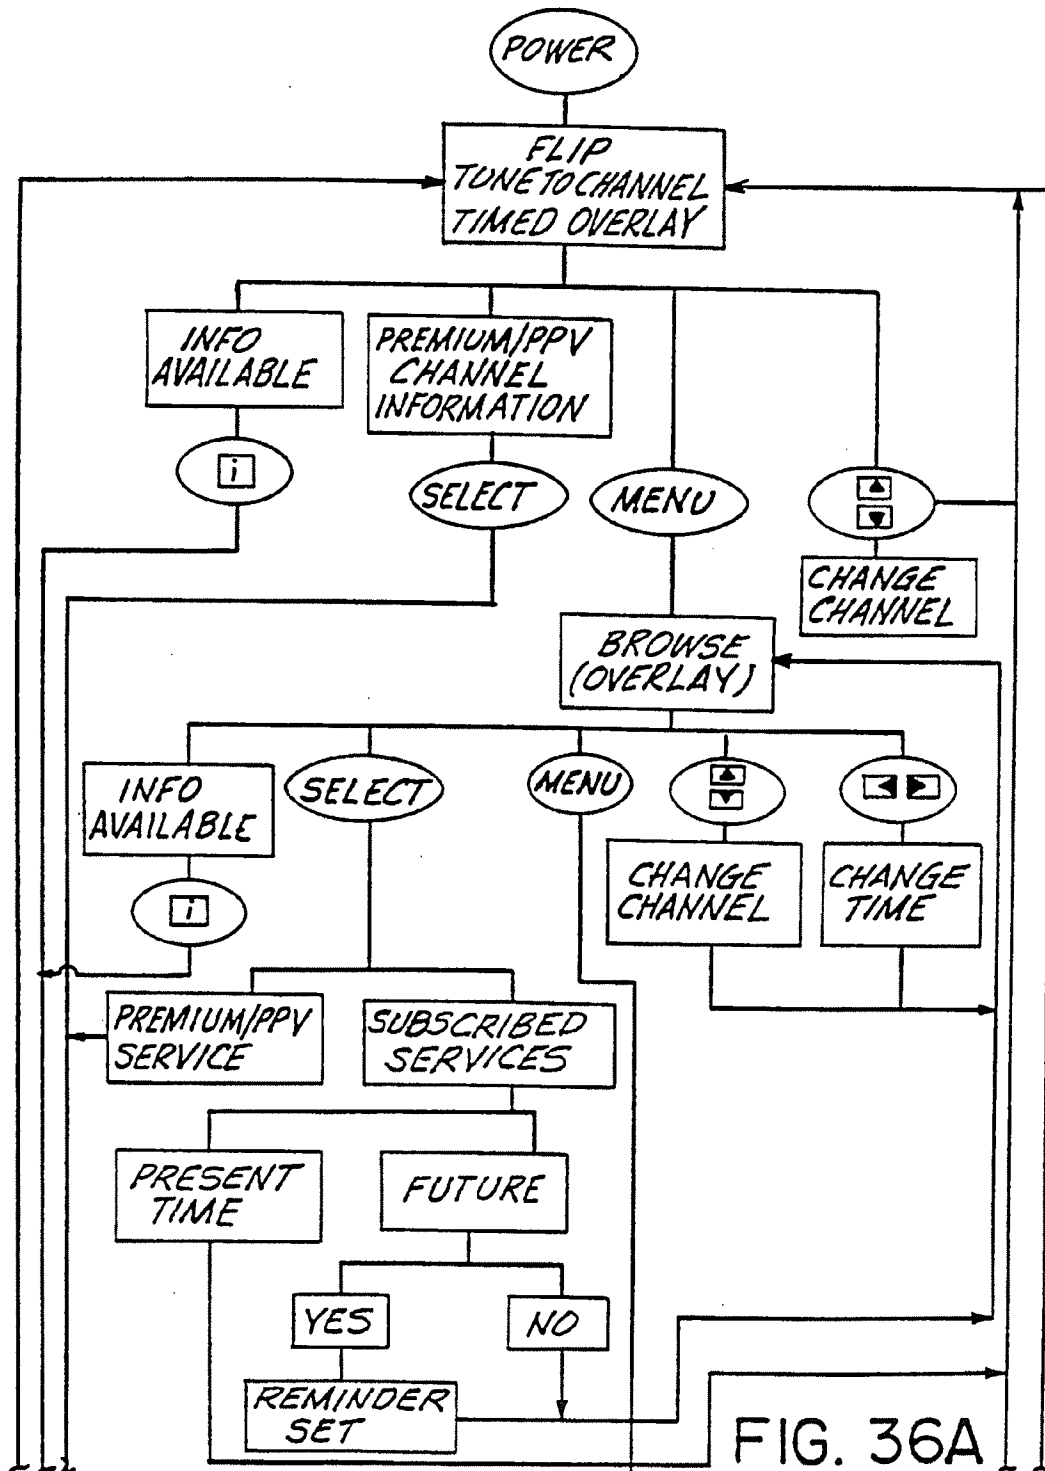 POWER
FLIP
TUNE TO CHANNEL
TIMED OVERLAY
INFO
AVAILABLE
PREMIUM/PPV
CHANNEL
INFORMATION
i
SELECT
MENU
CHANGE
CHANNEL
BROWSE
(OVERLAY)
INFO
AVAILABLE
SELECT
MENU
i
CHANGE
CHANNEL
CHANGE
TIME
PREMIUM/PPV
SERVICE
SUBSCRIBED
SERVICES
PRESENT
TIME
FUTURE
YES
NO
REMINDER
SET
FIG. 36A